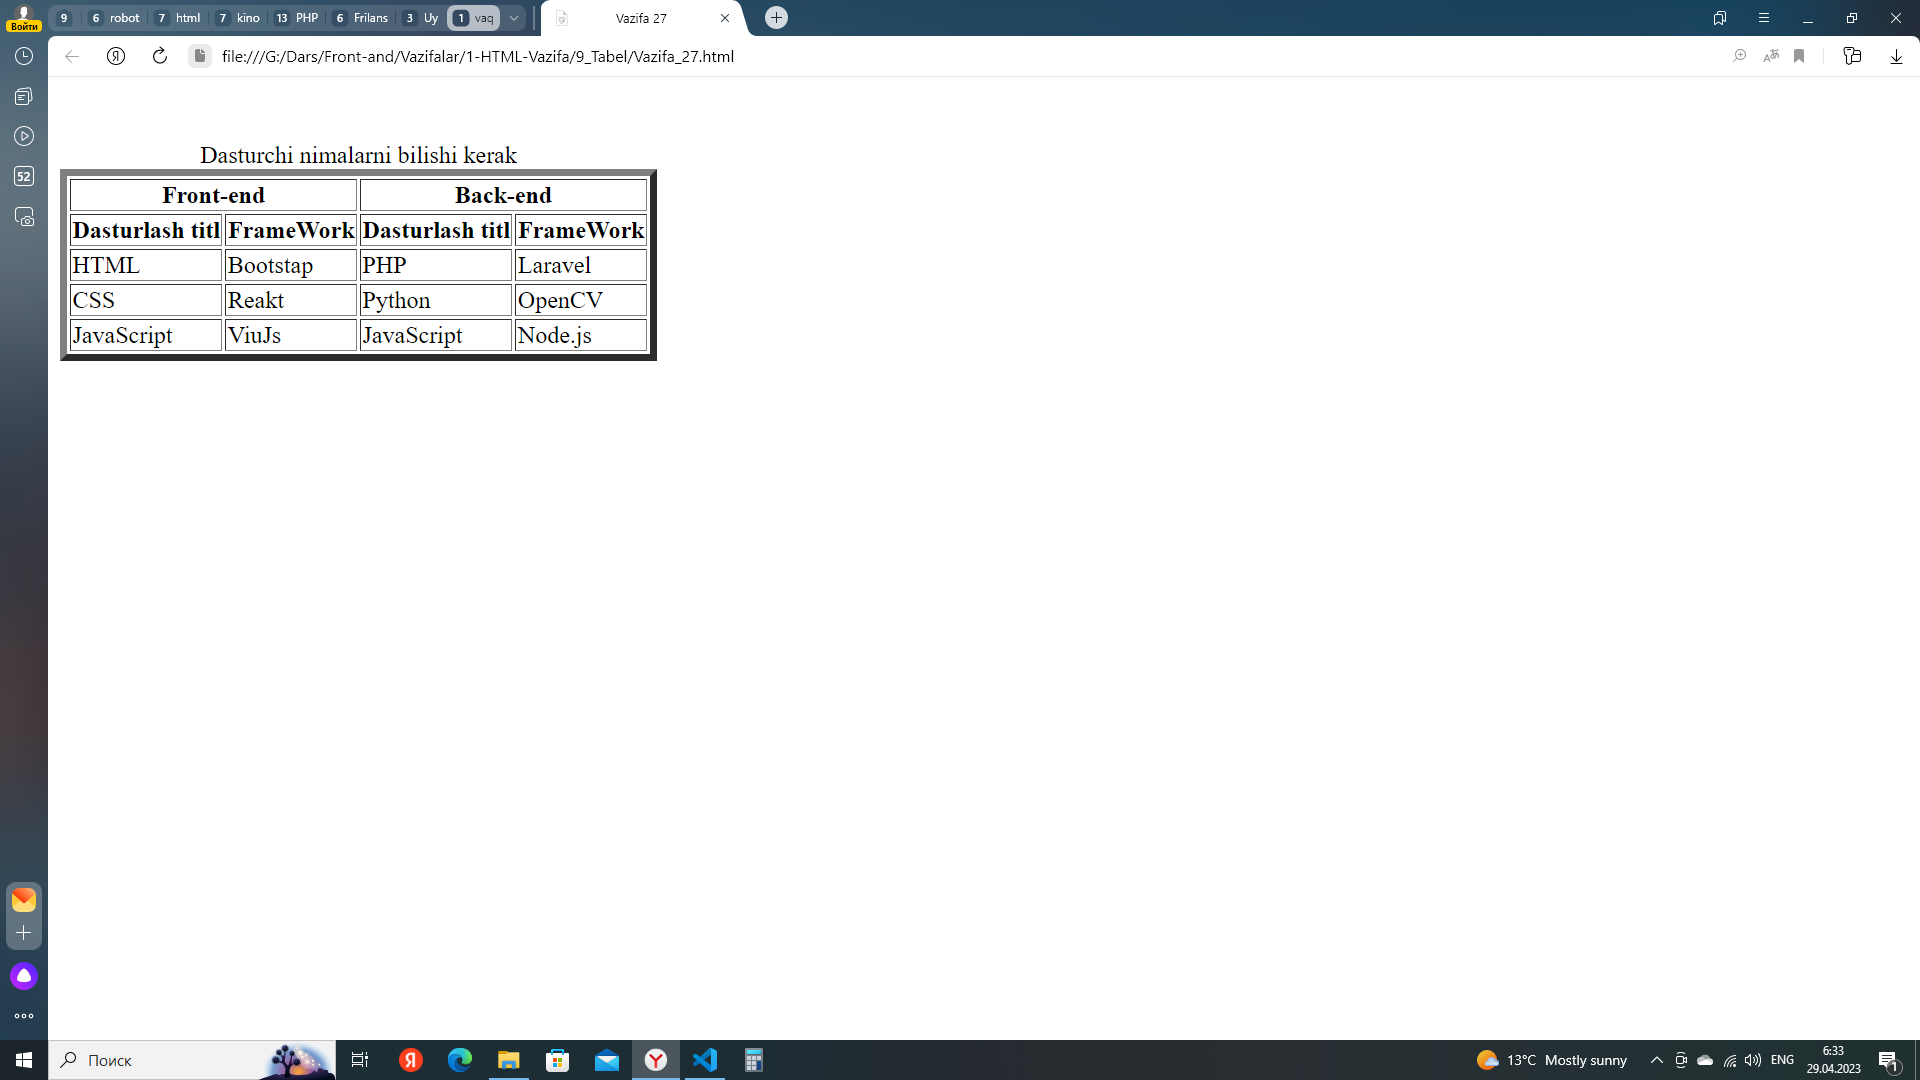 9 6 robot 7 html 7 kino 13 PHP 6 Frilans 3 Uy 1 vaq Vazifa 27
Войти
file:///G:/Dars/Front-and/Vazifalar/1-HTML-Vazifa/9_Tabel/Vazifa_27.html
52
Dasturchi nimalarni bilishi kerak
Front-end Back-end
Dasturlash titl FrameWork Dasturlash titl FrameWork
HTML Bootstap PHP Laravel
CSS Reakt Python OpenCV
JavaScript ViuJs JavaScript Node.js
Поиск 13°C Mostly sunny ENG 6:33
29.04.2023 1